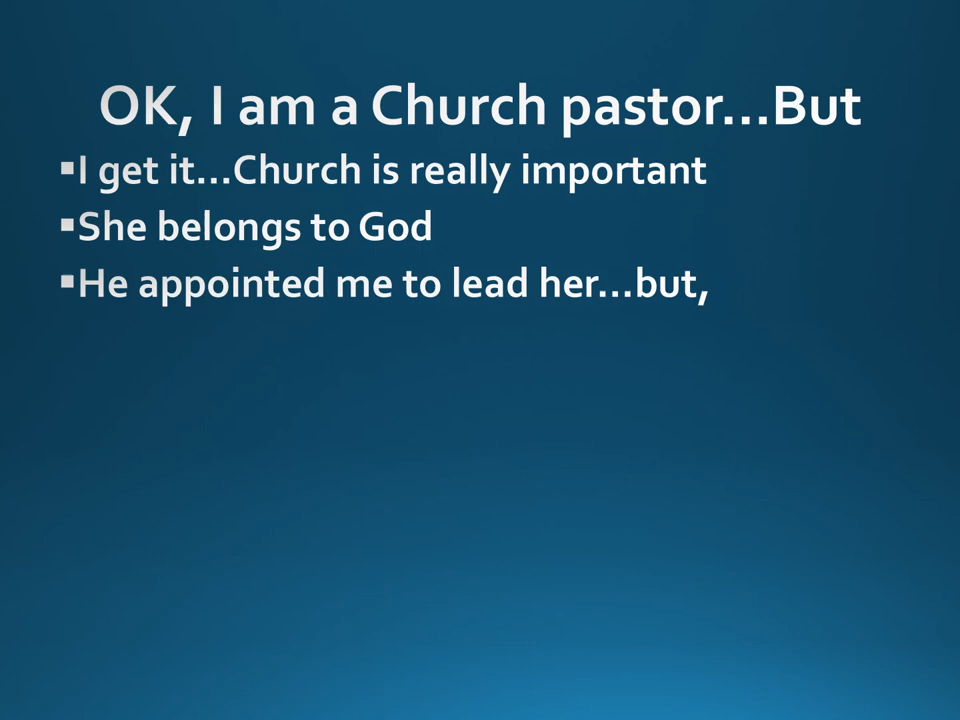 OK, I am a Church pastor...But
▪I get it...Church is really important
▪She belongs to God
▪He appointed me to lead her...but,